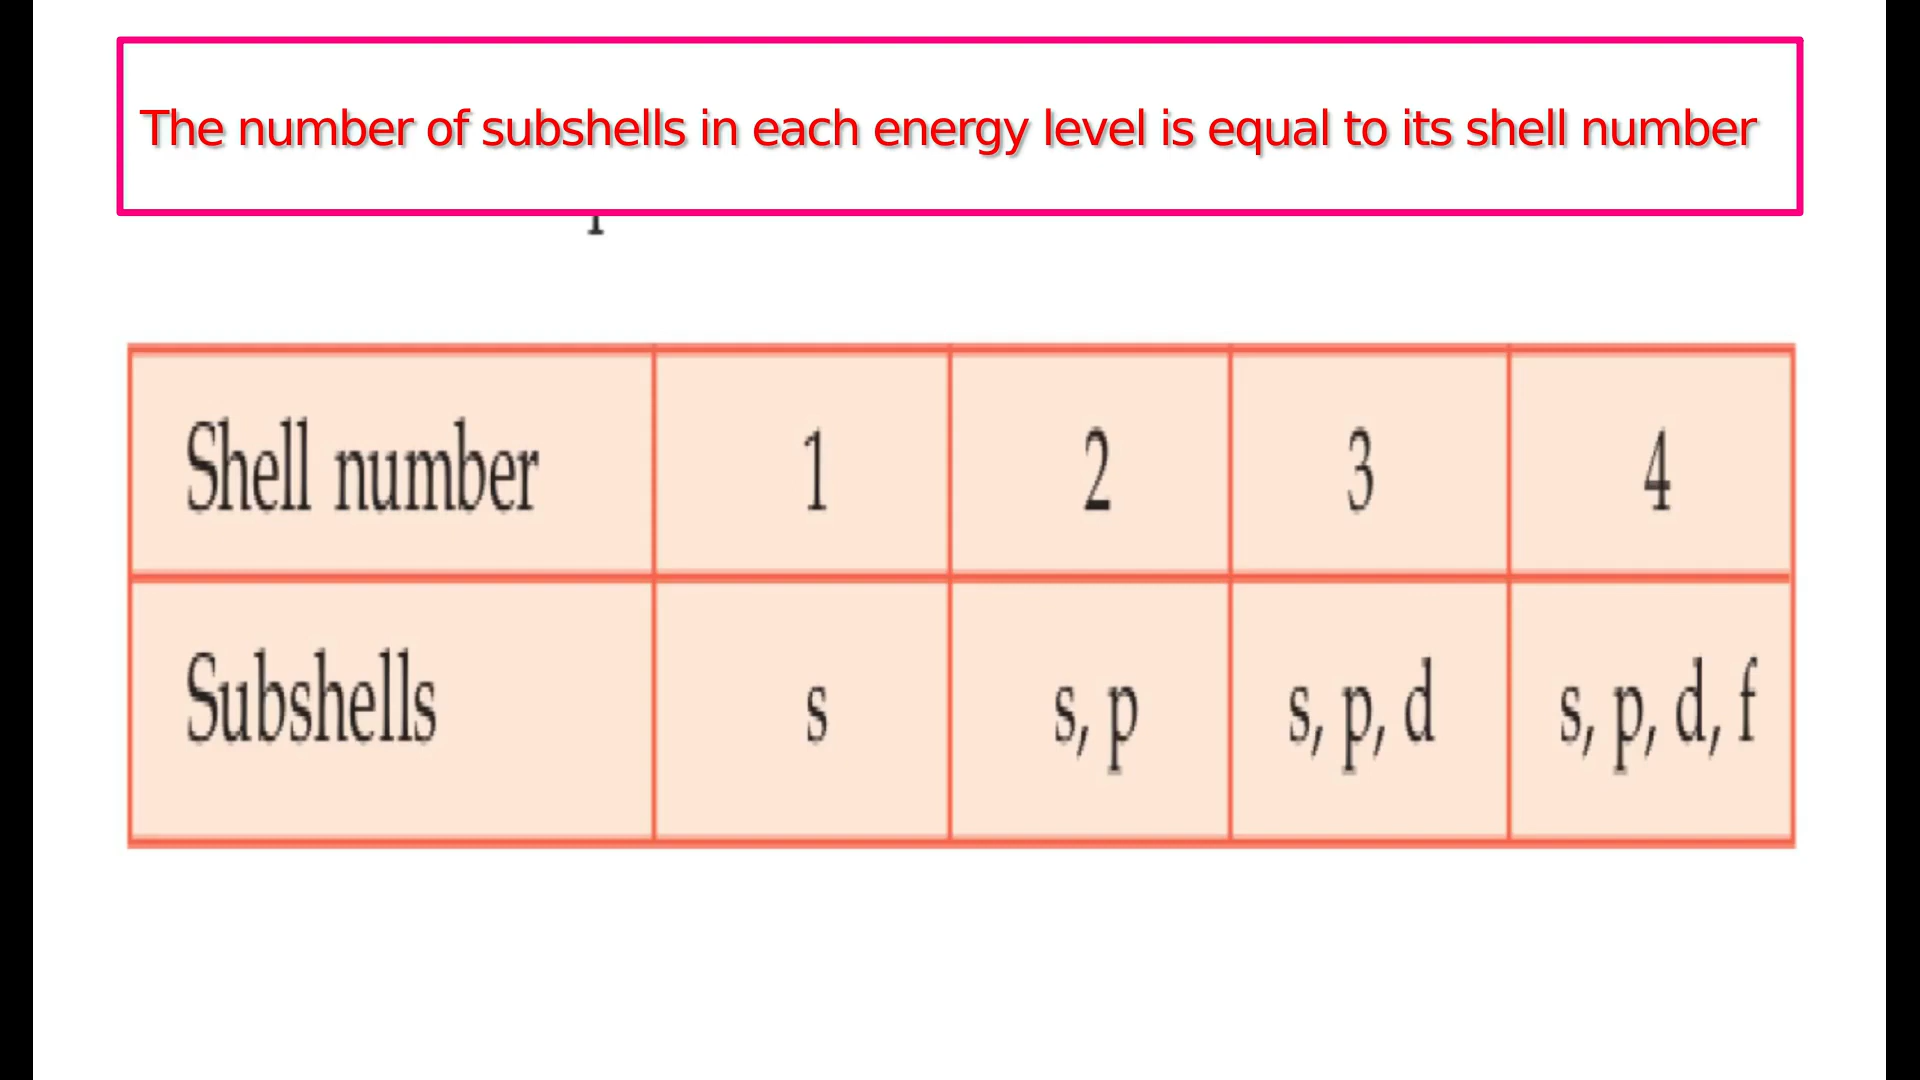 The number of subshells in each energy level is equal to its shell number
Shell number 1 2 3 4
Subshells s s, p s, p, d s, p, d, f